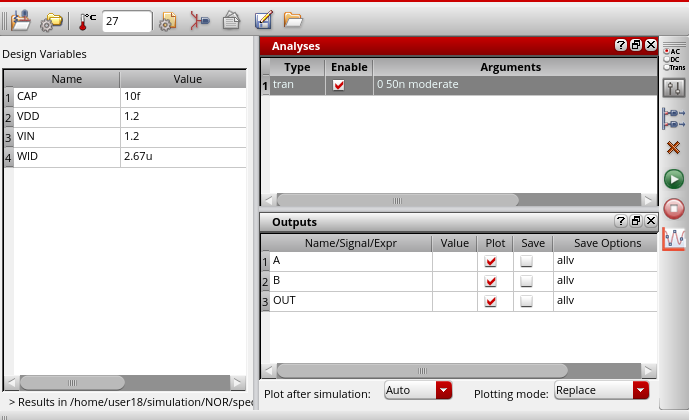 °C
27
Design Variables
Name Value
1 CAP 10f
2 VDD 1.2
3 VIN 1.2
4 WID 2.67u
> Results in /home/user18/simulation/NOR/spec
Analyses
Type Enable Arguments
1 tran 0 50n moderate
Outputs
Name/Signal/Expr Value Plot Save Save Options
1 A allv
2 B allv
3 OUT allv
Plot after simulation: Auto Plotting mode: Replace
AC
DC
Trans